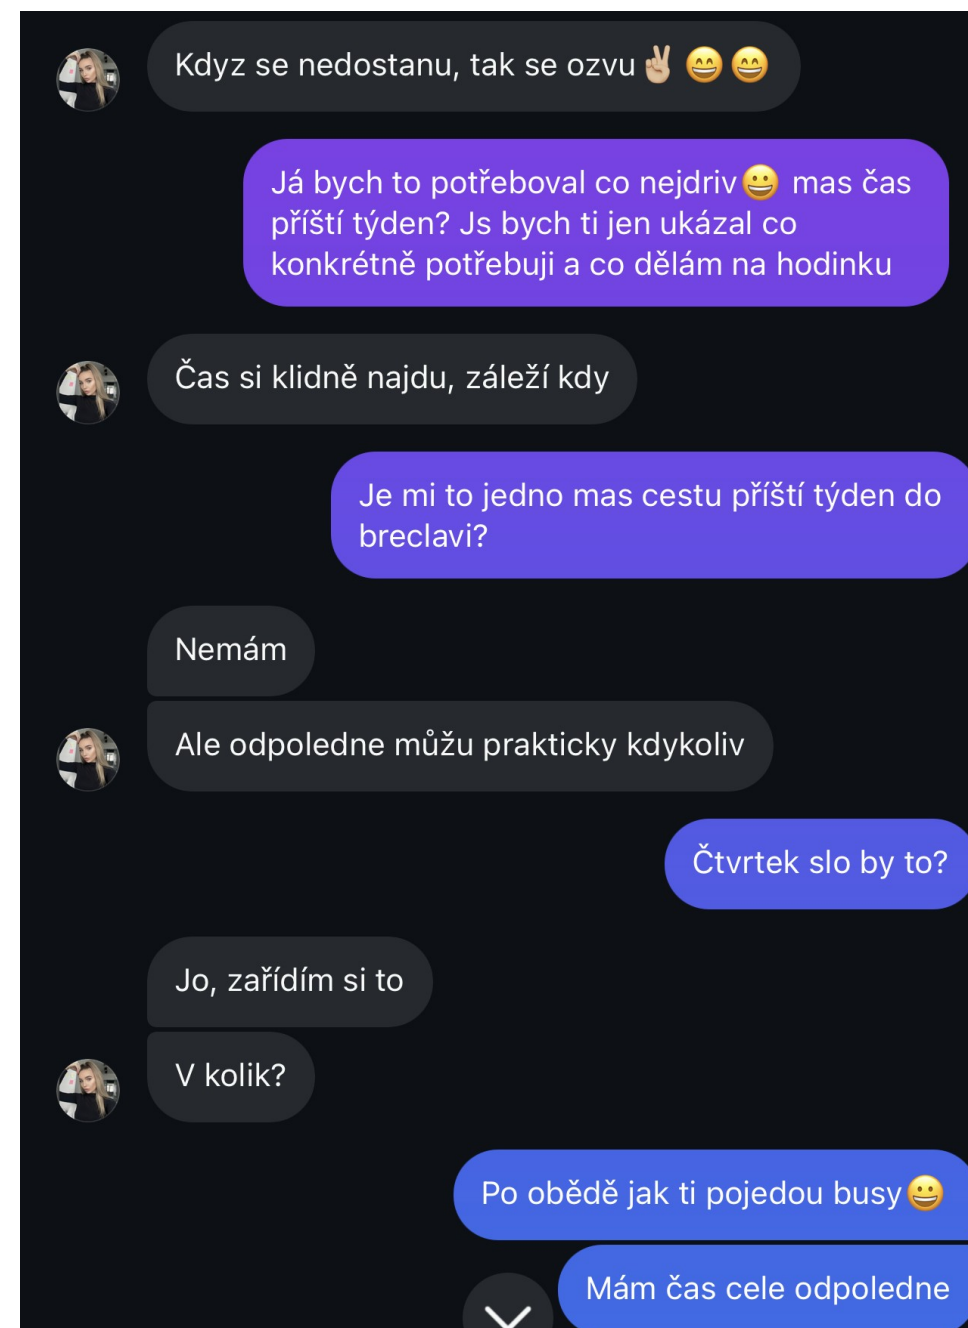 Kdyz se nedostanu, tak se ozvu✌🏼 😄 😄
Já bych to potřeboval co nejdriv😀 mas čas
příští týden? Js bych ti jen ukázal co
konkrétně potřebuji a co dělám na hodinku
Čas si klidně najdu, záleží kdy
Je mi to jedno mas cestu příští týden do
breclavi?
Nemám
Ale odpoledne můžu prakticky kdykoliv
Čtvrtek slo by to?
Jo, zařídím si to
V kolik?
Po obědě jak ti pojedou busy😀
Mám čas cele odpoledne